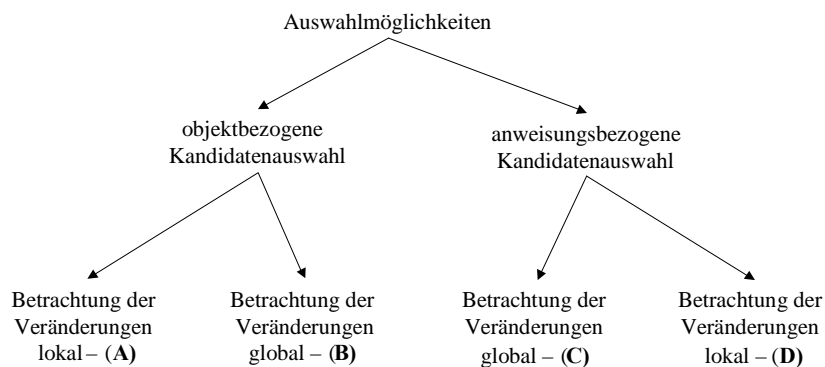 Auswahlmöglichkeiten
objektbezogene
Kandidatenauswahl
anweisungsbezogene
Kandidatenauswahl
Betrachtung der
Veränderungen
lokal – (A)
Betrachtung der
Veränderungen
global – (B)
Betrachtung der
Veränderungen
global – (C)
Betrachtung der
Veränderungen
lokal – (D)